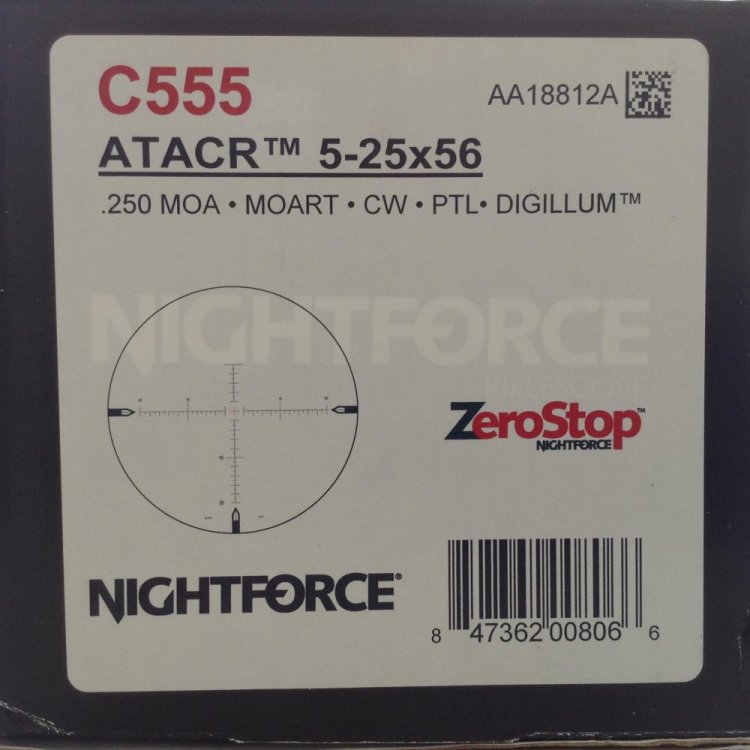 C555
AA18812A
ATACR™ 5-25x56
.250 MOA • MOART • CW • PTL• DIGILLUM™
NIGHTFORCE
RIFLESCOPE
ZeroStop™
NIGHTFORCE
NIGHTFORCE®
8 47362 00806 6